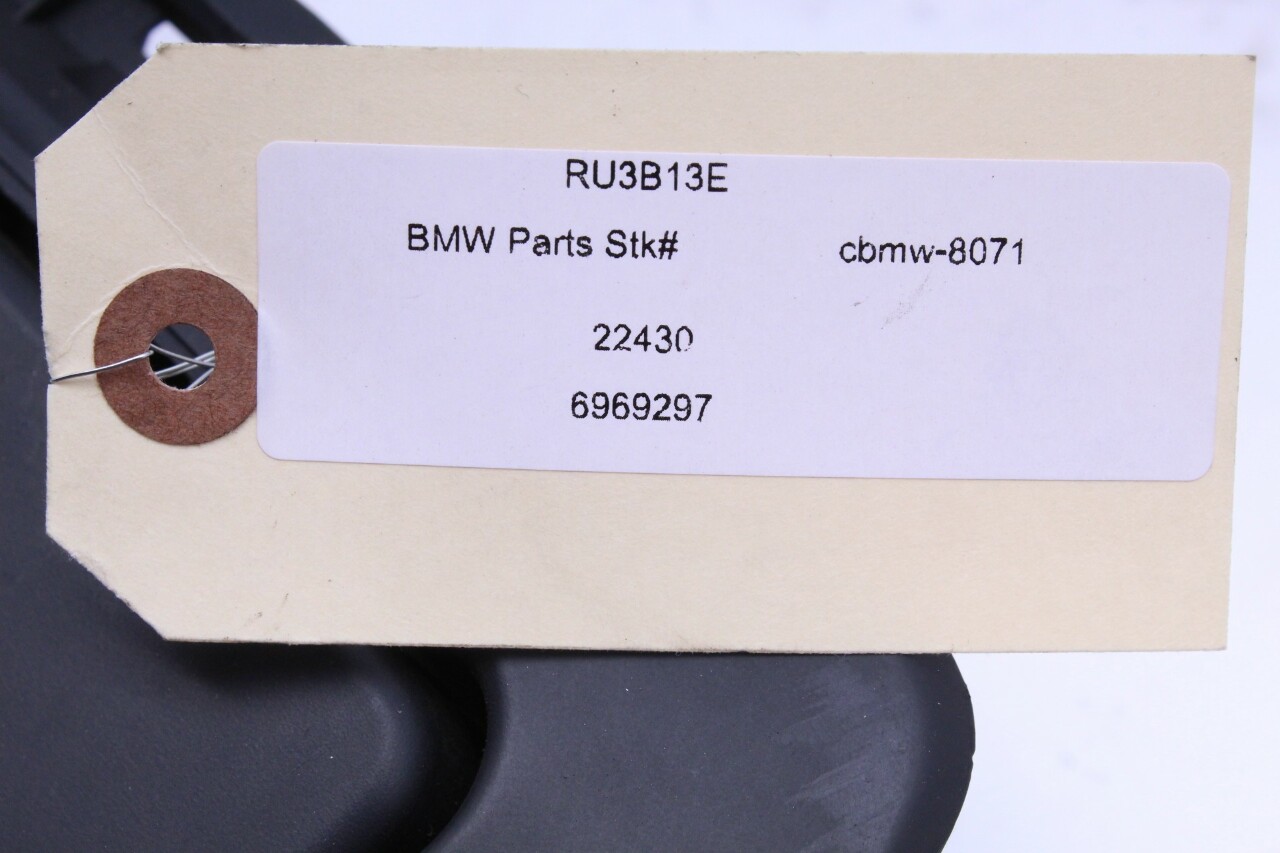 RU3B13E
BMW Parts Stk# cbmw-8071
22430
6969297